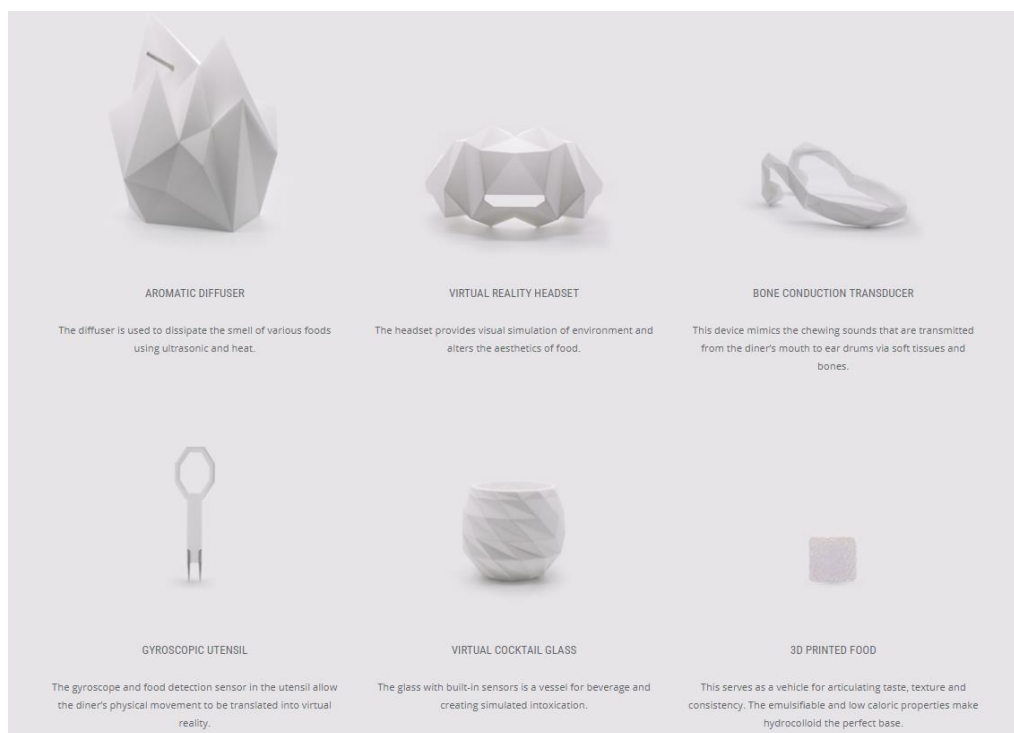 AROMATIC DIFFUSER
The diffuser is used to dissipate the smell of various foods
using ultrasonic and heat.
VIRTUAL REALITY HEADSET
The headset provides visual simulation of environment and
alters the aesthetics of food.
BONE CONDUCTION TRANSDUCER
This device mimics the chewing sounds that are transmitted
from the diner's mouth to ear drums via soft tissues and
bones.
GYROSCOPIC UTENSIL
The gyroscope and food detection sensor in the utensil allow
the diner's physical movement to be translated into virtual
reality.
VIRTUAL COCKTAIL GLASS
The glass with built-in sensors is a vessel for beverage and
creating simulated intoxication.
3D PRINTED FOOD
This serves as a vehicle for articulating taste, texture and
consistency. The emulsifiable and low caloric properties make
hydrocolloid the perfect base.